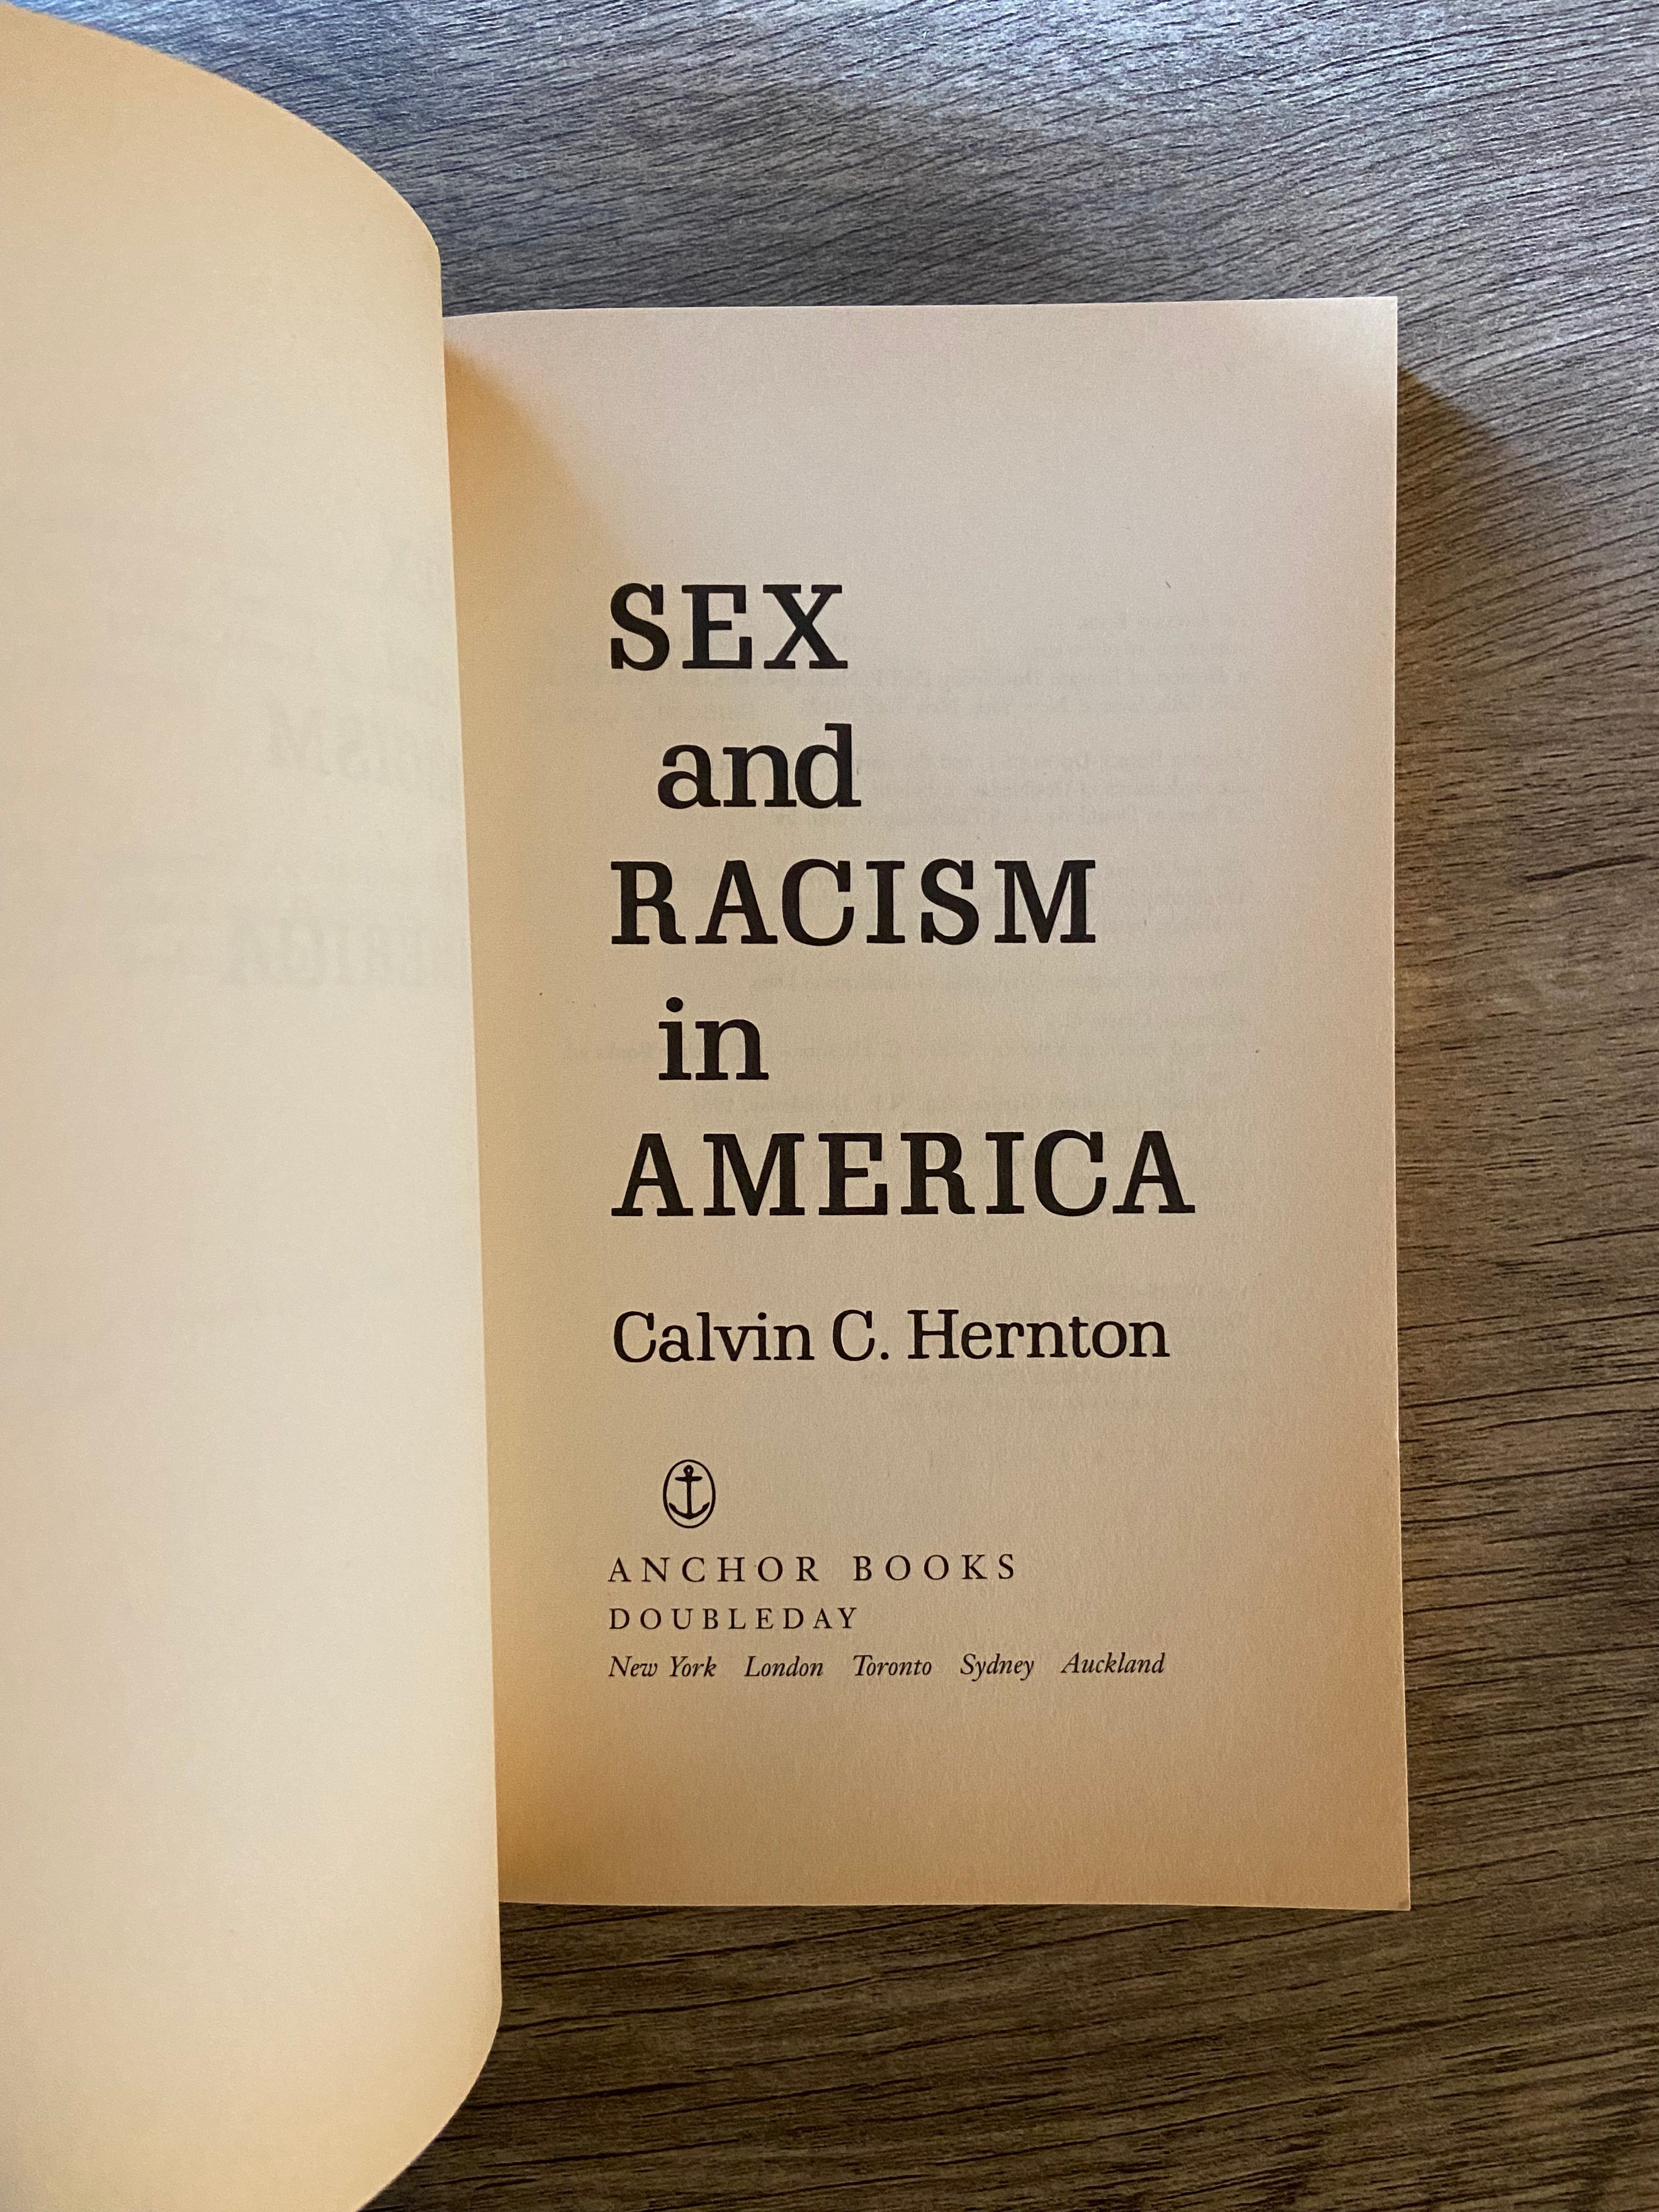 SEX
and
RACISM
in
AMERICA
Calvin C. Hernton
ANCHOR BOOKS
DOUBLEDAY
New York London Toronto Sydney Auckland